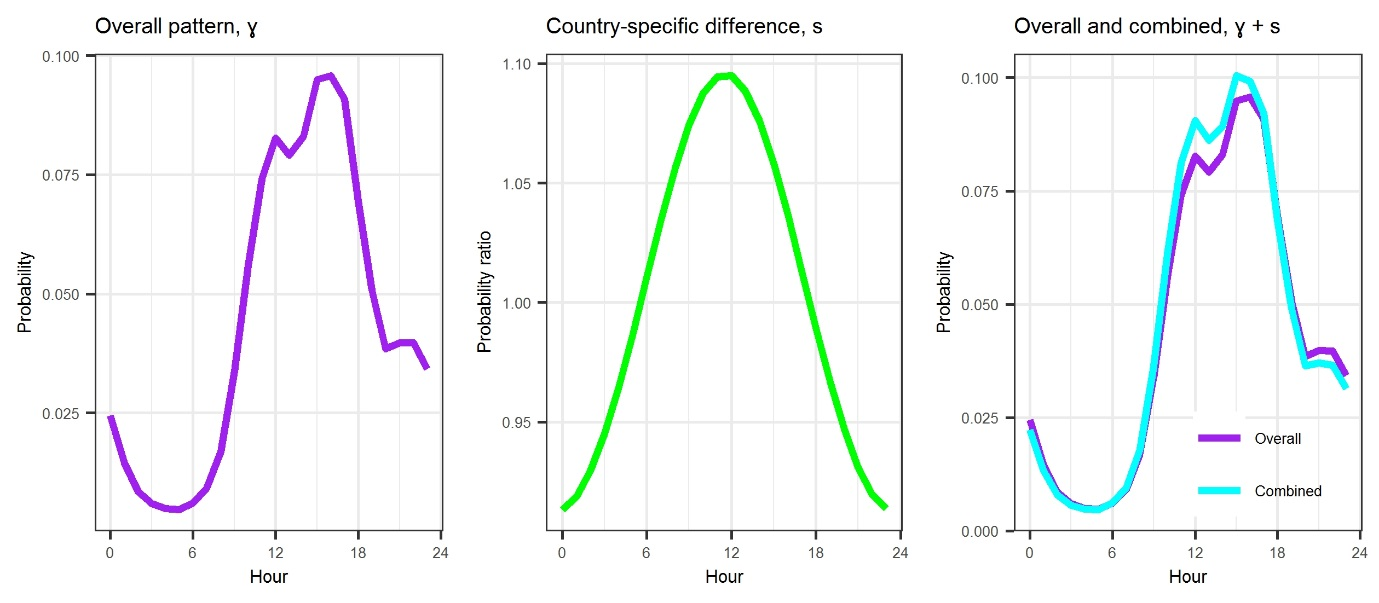 Overall pattern, ɣ
0.100
0.075
0.050
0.025
Probability
0
6
12
18
24
Hour
Country-specific difference, s
1.10
1.05
1.00
0.95
Probability ratio
0
6
12
18
24
Hour
Overall and combined, ɣ + s
0.100
0.075
0.050
0.025
0.000
Probability
Overall
Combined
0
6
12
18
24
Hour